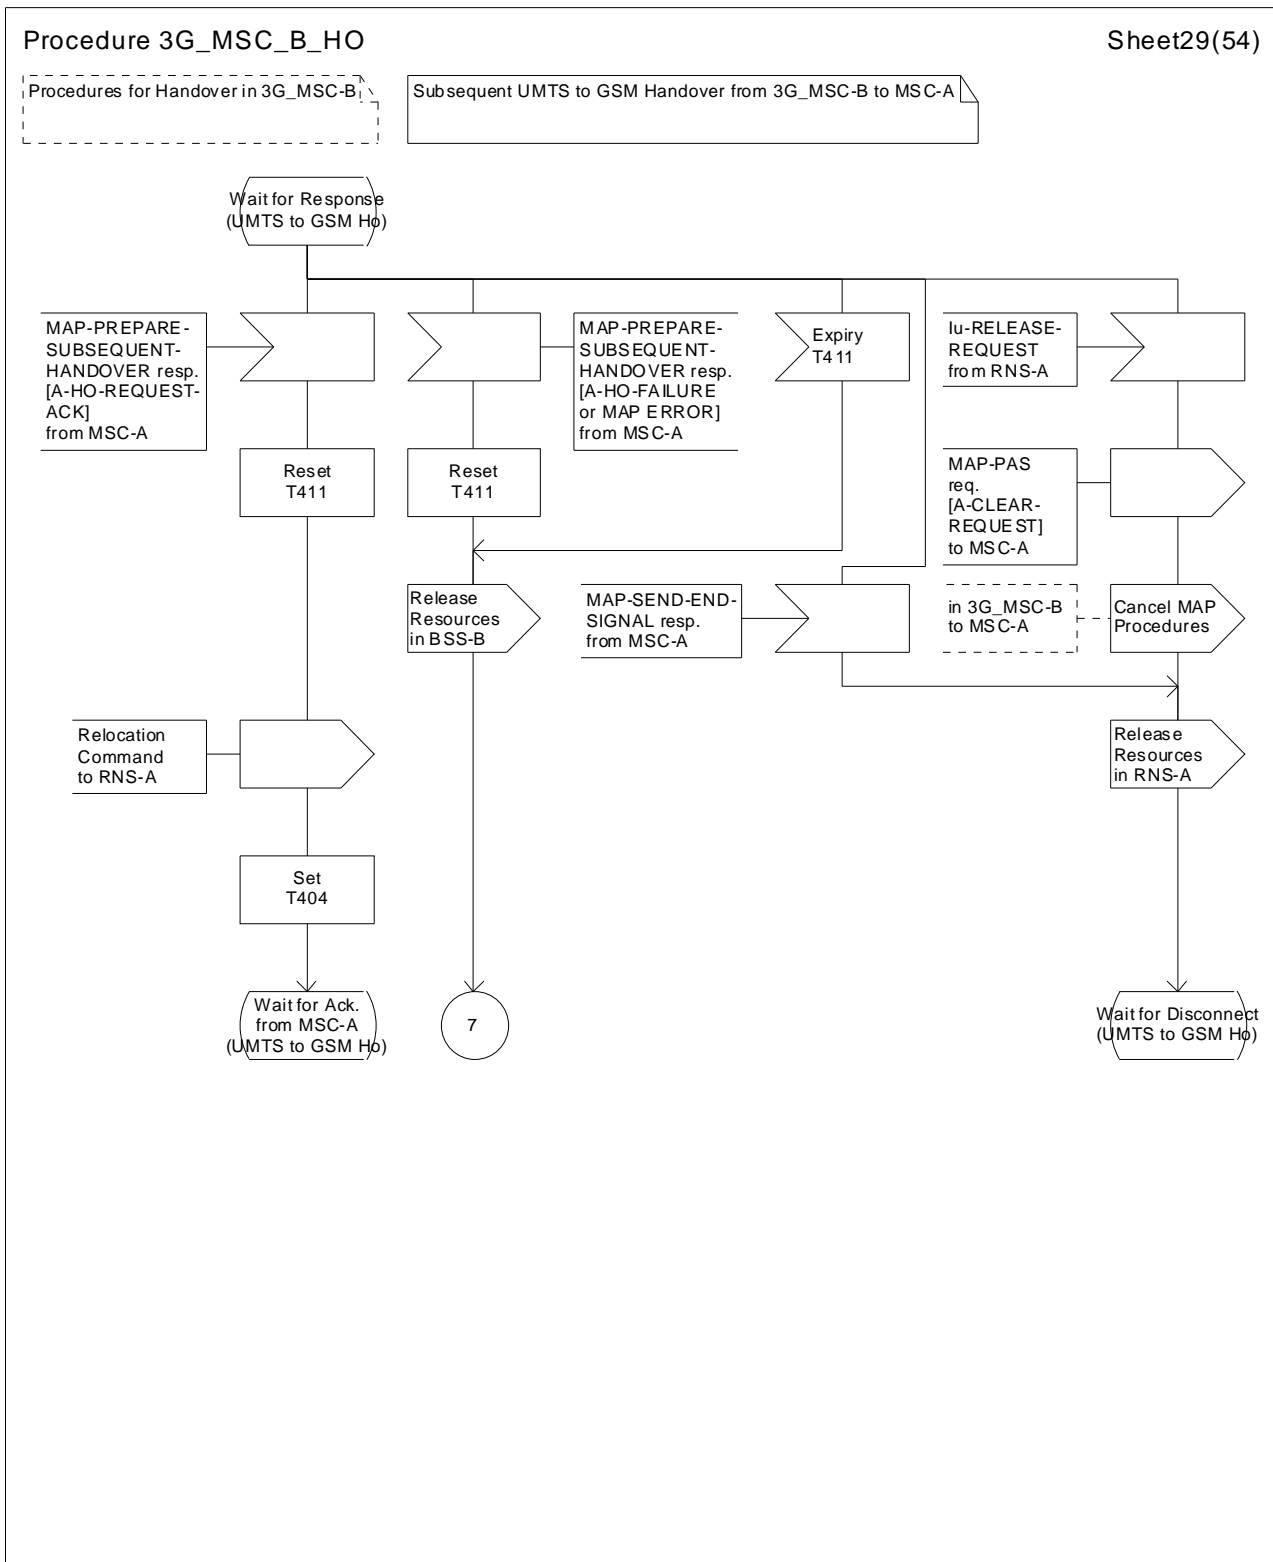 Procedure 3G_MSC_B_HO
Sheet29(54)
Procedures for Handover in 3G_MSC-B
Subsequent UMTS to GSM Handover from 3G_MSC-B to MSC-A
Wait for Response
(UMTS to GSM Ho)
MAP-PREPARE-
SUBSEQUENT-
HANDOVER resp.
[A-HO-REQUEST-
ACK]
from MSC-A
MAP-PREPARE-
SUBSEQUENT-
HANDOVER resp.
[A-HO-FAILURE
or MAP ERROR]
from MSC-A
Expiry
T411
Iu-RELEASE-
REQUEST
from RNS-A
Reset
T411
Reset
T411
MAP-PAS
req.
[A-CLEAR-
REQUEST]
to MSC-A
Release
Resources
in BSS-B
MAP-SEND-END-
SIGNAL resp.
from MSC-A
in 3G_MSC-B
to MSC-A
Cancel MAP
Procedures
Relocation
Command
to RNS-A
Release
Resources
in RNS-A
Set
T404
Wait for Ack.
from MSC-A
(UMTS to GSM Ho)
7
Wait for Disconnect
(UMTS to GSM Ho)